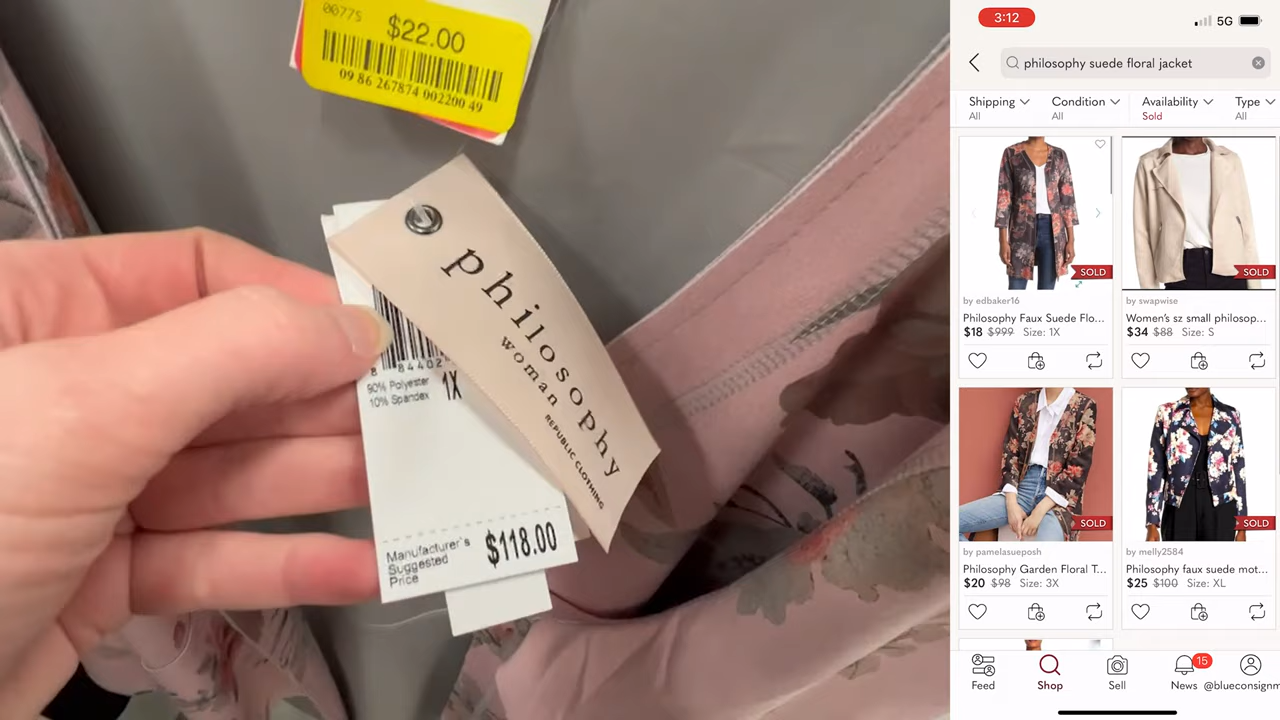 00775
$22.00
09 86 267874 002200 49
philosophy
woman
REPUBLIC CLOTHING
8 84402
90% Polyester
10% Spandex
1X
Manufacturer's
Suggested
Price
$118.00
3:12
5G
philosophy suede floral jacket
Shipping
Condition
Availability
Type
All
All
Sold
All
SOLD
SOLD
by edbaker16
by swapwise
Philosophy Faux Suede Flo...
Women's sz small philosop...
$18 $999 Size: 1X
$34 $88 Size: S
SOLD
SOLD
by pamelasueposh
by melly2584
Philosophy Garden Floral T...
Philosophy faux suede mot...
$20 $98 Size: 3X
$25 $100 Size: XL
15
Feed
Shop
Sell
News
@blueconsignm